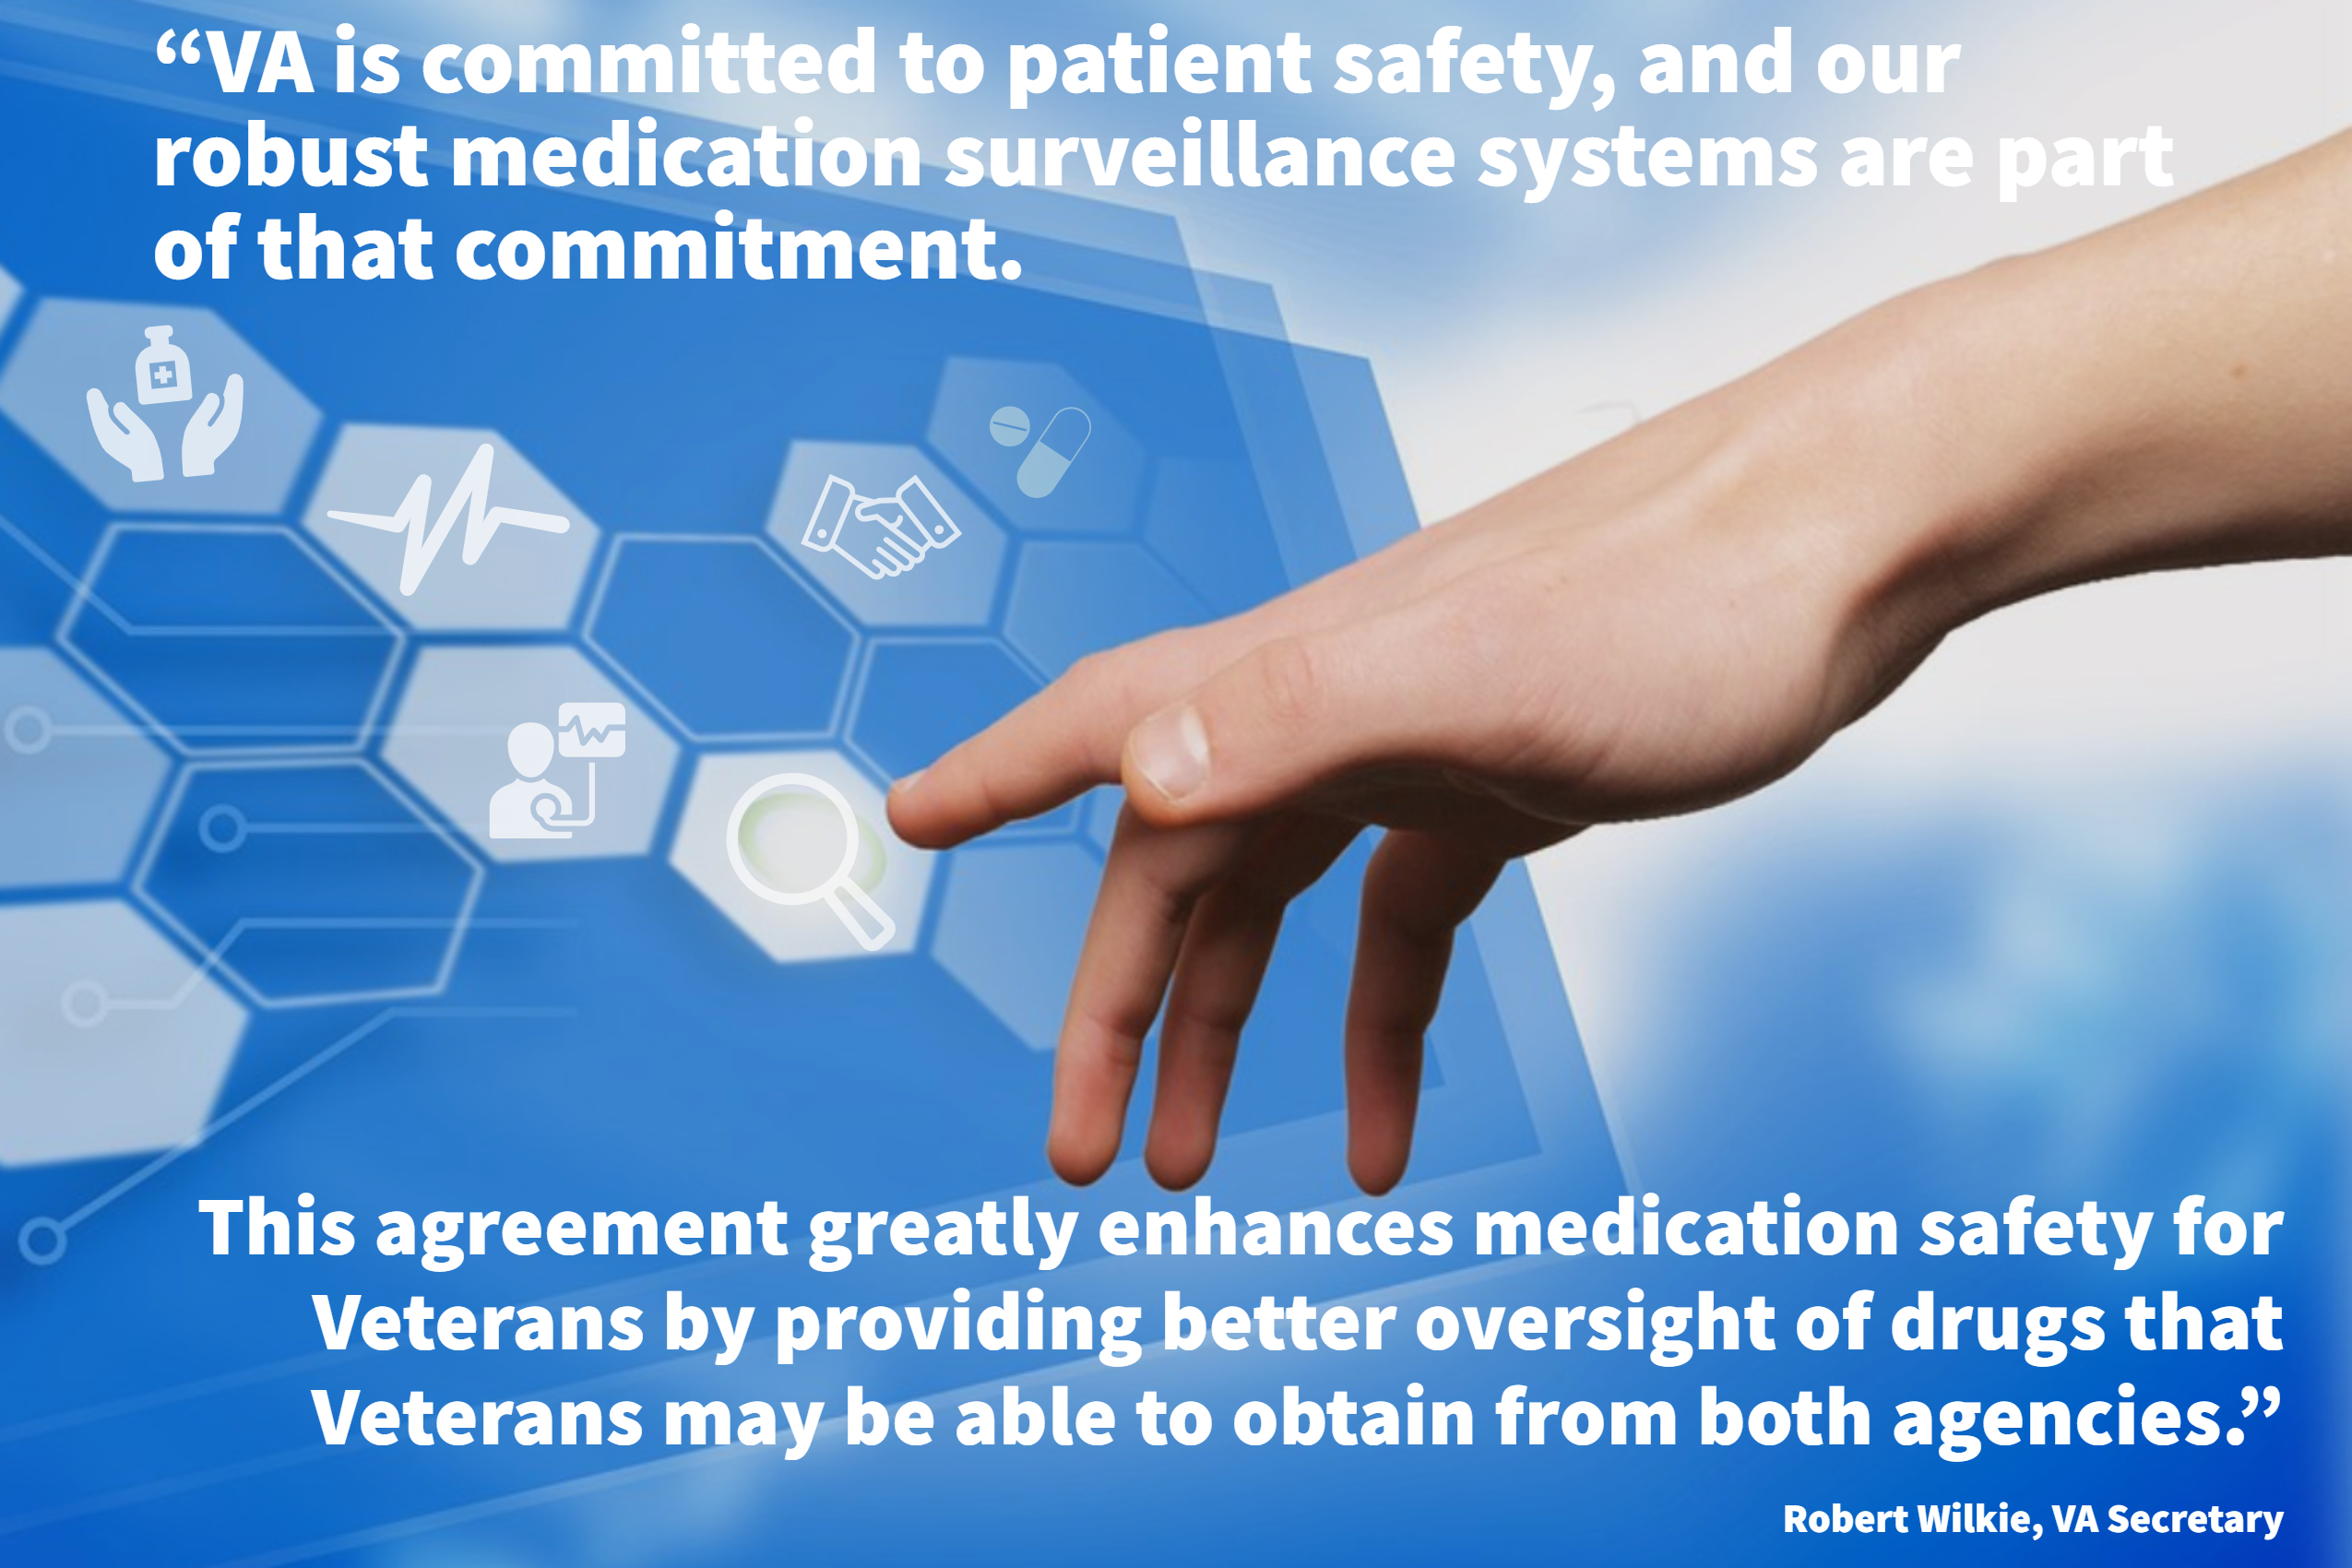 “VA is committed to patient safety, and our
robust medication surveillance systems are part
of that commitment.
This agreement greatly enhances medication safety for
Veterans by providing better oversight of drugs that
Veterans may be able to obtain from both agencies.”
Robert Wilkie, VA Secretary